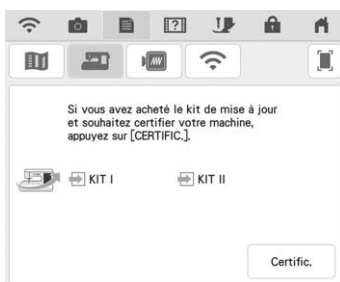 Si vous avez acheté le kit de mise à jour
et souhaitez certifier votre machine,
appuyez sur [CERTIFIC.].
KIT I KIT II
Certific.